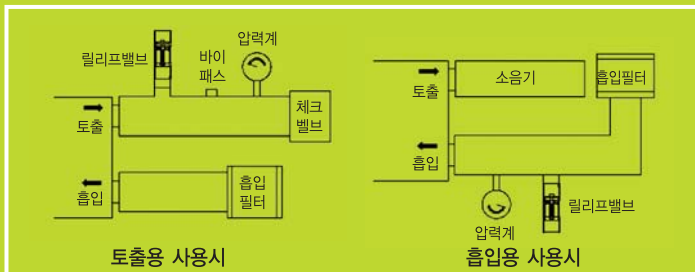 릴리프밸브
바이
패스
압력계
체크
벨브
토출
흡입
흡입
필터
토출용 사용시
토출
소음기
흡입필터
흡입
압력계
릴리프밸브
흡입용 사용시